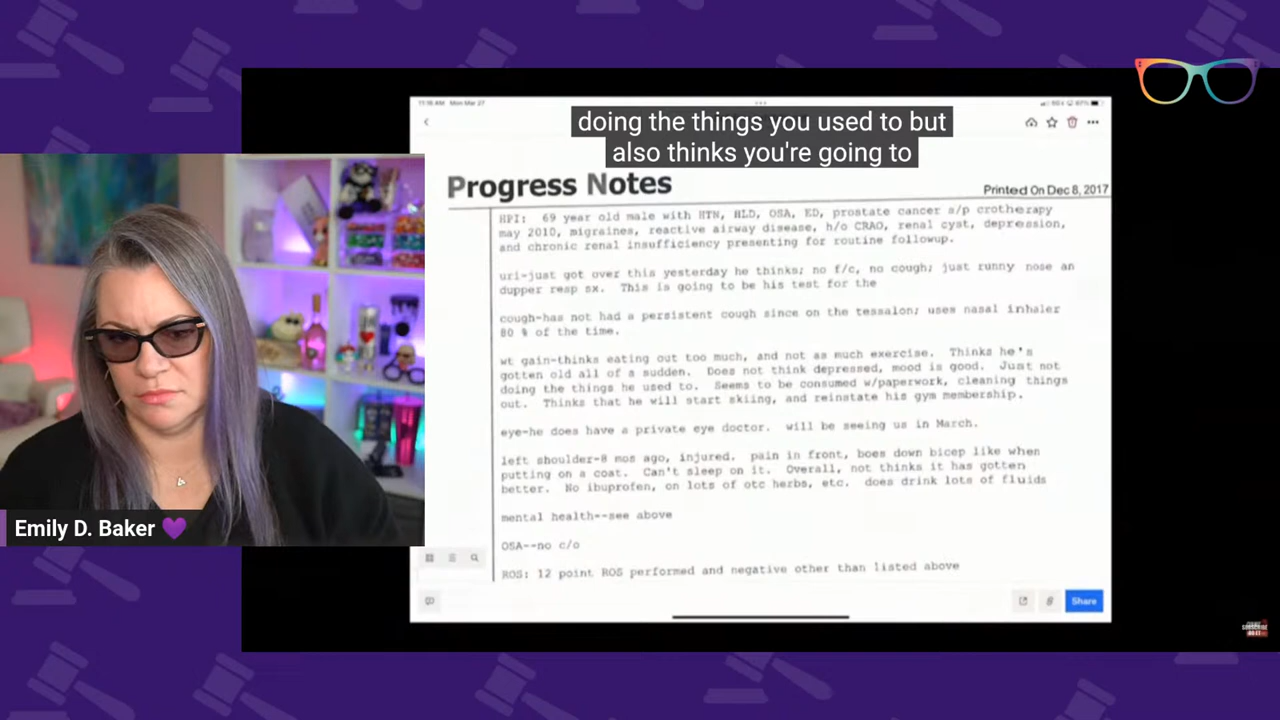 doing the things you used to but
also thinks you're going to
11:16 AM Mon Mar 27
Progress Notes
Printed On Dec 8, 2017
HPI: 69 year old male with HTN, HLD, OSA, ED, prostate cancer s/p crotherapy
may 2010, migraines, reactive airway disease, h/o CRAO, renal cyst, depression,
and chronic renal insufficiency presenting for routine followup.
uri-just got over this yesterday he thinks; no f/c, no cough; just runny nose an
dupper resp sx. This is going to be his test for the
cough-has not had a persistent cough since on the tessalon; uses nasal inhaler
80 % of the time.
wt gain-thinks eating out too much, and not as much exercise. Thinks he's
gotten old all of a sudden. Does not think depressed, mood is good. Just not
doing the things he used to. Seems to be consumed w/paperwork, cleaning things
out. Thinks that he will start skiing, and reinstate his gym membership.
eye-he does have a private eye doctor. will be seeing us in March.
left shoulder-8 mos ago, injured. pain in front, boes down bicep like when
putting on a coat. Can't sleep on it. Overall, not thinks it has gotten
better. No ibuprofen, on lots of otc herbs, etc. does drink lots of fluids
mental health--see above
OSA--no c/o
ROS: 12 point ROS performed and negative other than listed above
Share
Emily D. Baker
SUBSCRIBE